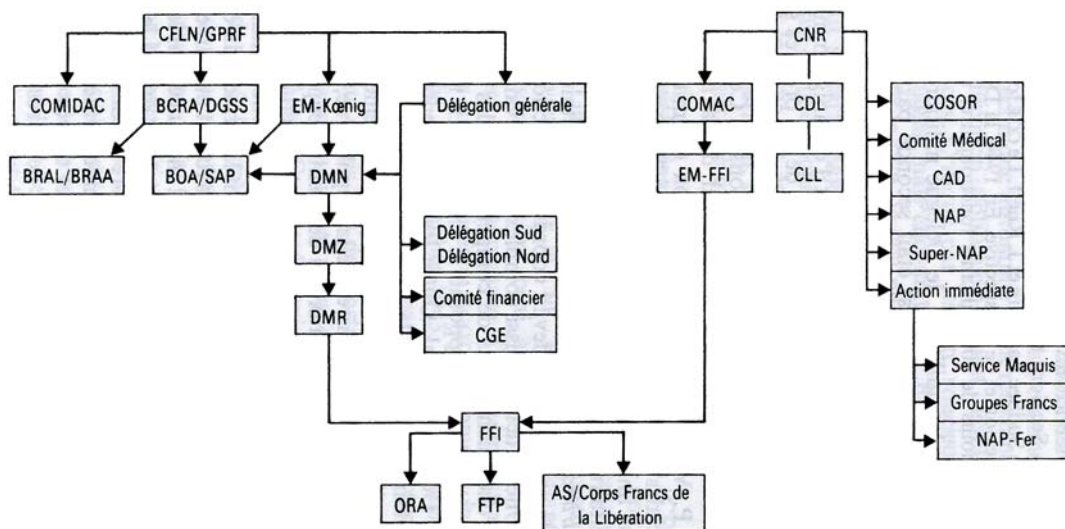 CFLN/GPRF
CNR
COMIDAC
BCRA/DGSS
EM-Kœnig
Délégation générale
COMAC
CDL
COSOR
Comité Médical
BRAL/BRAA
BOA/SAP
DMN
EM-FFI
CLL
CAD
NAP
DMZ
Délégation Sud
Délégation Nord
Super-NAP
Action immédiate
DMR
Comité financier
CGE
Service Maquis
Groupes Francs
NAP-Fer
FFI
ORA
FTP
AS/Corps Francs de
la Libération